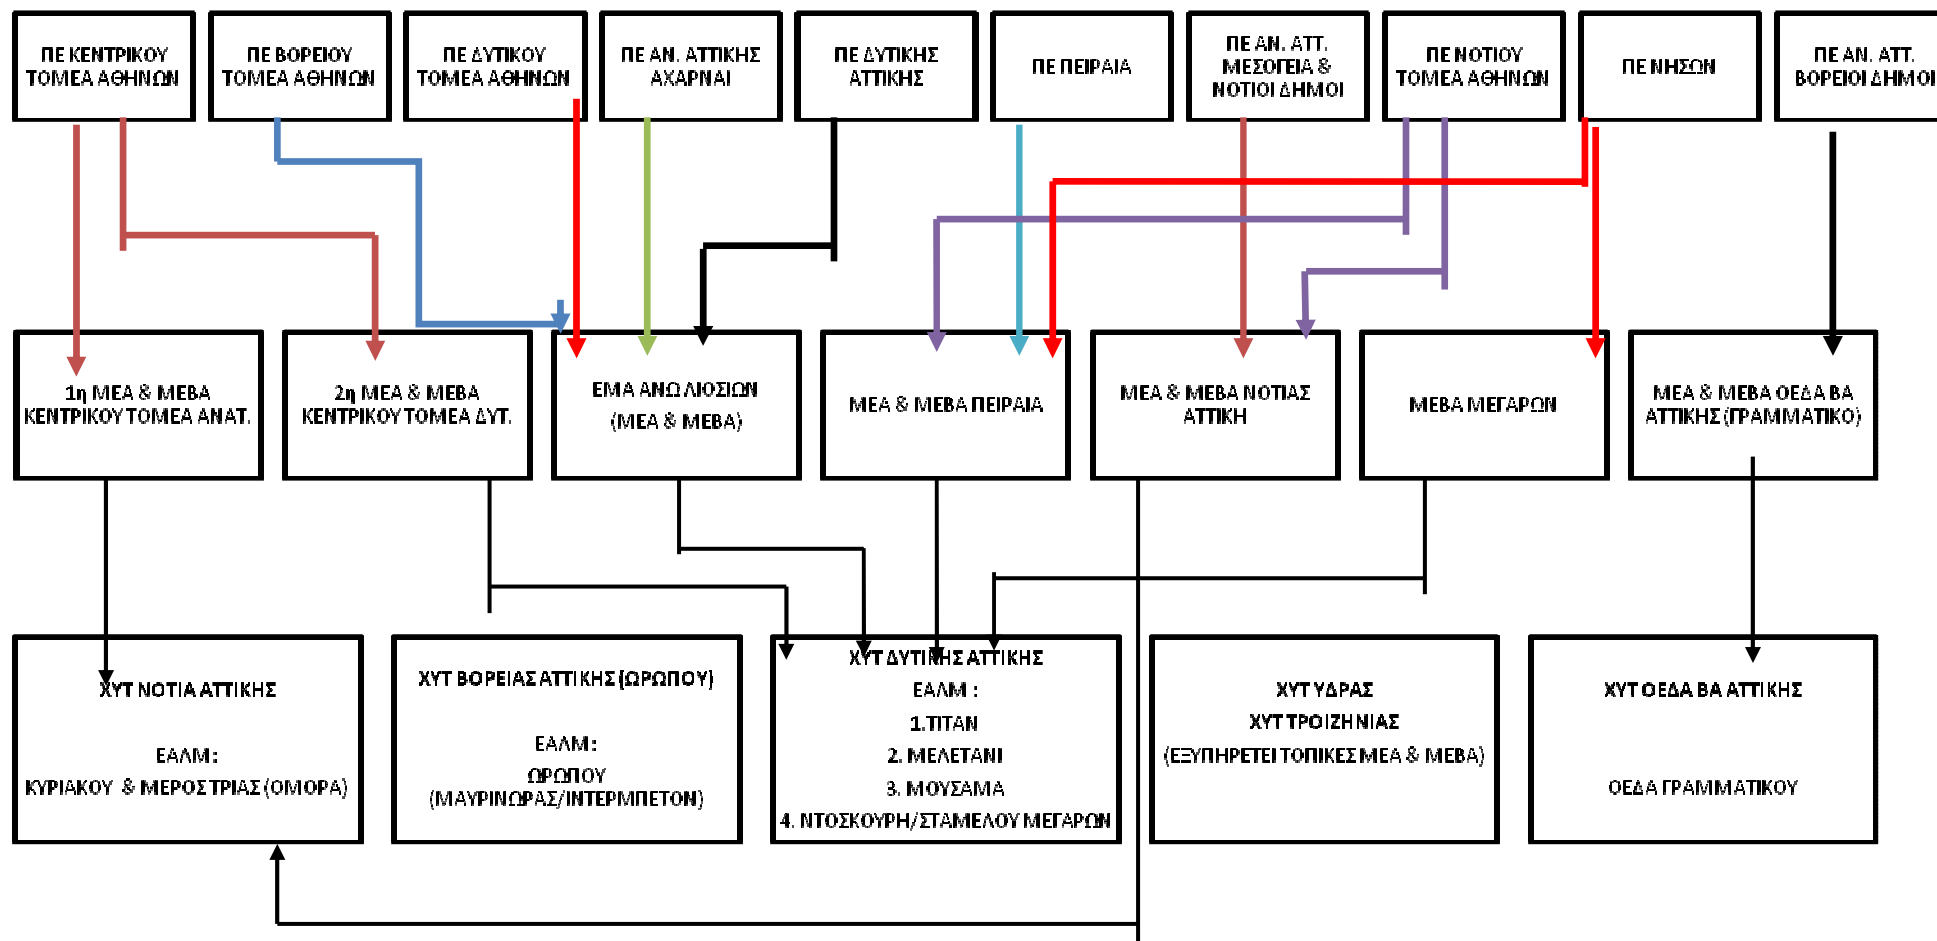 ΠΕ ΚΕΝΤΡΙΚΟΥ
ΤΟΜΕΑ ΑΘΗΝΩΝ
ΠΕ ΒΟΡΕΙΟΥ
ΤΟΜΕΑ ΑΘΗΝΩΝ
ΠΕ ΔΥΤΙΚΟΥ
ΤΟΜΕΑ ΑΘΗΝΩΝ
ΠΕ ΑΝ. ΑΤΤΙΚΗΣ
ΑΧΑΡΝΑΙ
ΠΕ ΔΥΤΙΚΗΣ
ΑΤΤΙΚΗΣ
ΠΕ ΠΕΙΡΑΙΑ
ΠΕ ΑΝ. ΑΤΤ.
ΜΕΣΟΓΕΙΑ &
ΝΟΤΙΟΙ ΔΗΜΟΙ
ΠΕ ΝΟΤΙΟΥ
ΤΟΜΕΑ ΑΘΗΝΩΝ
ΠΕ ΝΗΣΩΝ
ΠΕ ΑΝ. ΑΤΤ.
ΒΟΡΕΙΟΙ ΔΗΜΟΙ
1η ΜΕΑ & ΜΕΒΑ
ΚΕΝΤΡΙΚΟΥ ΤΟΜΕΑ ΑΝΑΤ.
2η ΜΕΑ & ΜΕΒΑ
ΚΕΝΤΡΙΚΟΥ ΤΟΜΕΑ ΔΥΤ.
ΕΜΑ ΑΝΩ ΛΙΟΣΙΩΝ
(ΜΕΑ & ΜΕΒΑ)
ΜΕΑ & ΜΕΒΑ ΠΕΙΡΑΙΑ
ΜΕΑ & ΜΕΒΑ ΝΟΤΙΑΣ
ΑΤΤΙΚΗ
ΜΕΒΑ ΜΕΓΑΡΩΝ
ΜΕΑ & ΜΕΒΑ ΟΕΔΑ ΒΑ
ΑΤΤΙΚΗΣ (ΓΡΑΜΜΑΤΙΚΟ)
ΧΥΤ ΝΟΤΙΑ ΑΤΤΙΚΗΣ
ΕΑΛΜ :
ΚΥΡΙΑΚΟΥ & ΜΕΡΟΣΤΡΙΑΣ (ΟΜΟΡΑ)
ΧΥΤ ΒΟΡΕΙΑΣ ΑΤΤΙΚΗΣ (ΩΡΩΠΟΥ)
ΕΑΛΜ :
ΩΡΩΠΟΥ
(ΜΑΥΡΙΝΩΡΑΣ/ΙΝΤΕΡΜΠΕΤΟΝ)
ΧΥΤ ΔΥΤΙΚΗΣ ΑΤΤΙΚΗΣ
ΕΑΛΜ :
1.ΤΙΤΑΝ
2. ΜΕΛΕΤΑΝΙ
3. ΜΟΥΣΑΜΑ
4. ΝΤΟΣΚΟΥΡΗ/ΣΤΑΜΕΛΟΥ ΜΕΓΑΡΩΝ
ΧΥΤ ΥΔΡΑΣ
ΧΥΤ ΤΡΟΙΖΗΝΙΑΣ
(ΕΞΥΠΗΡΕΤΕΙ ΤΟΠΙΚΕΣ ΜΕΑ & ΜΕΒΑ)
ΧΥΤ ΟΕΔΑ ΒΑ ΑΤΤΙΚΗΣ
ΟΕΔΑ ΓΡΑΜΜΑΤΙΚΟΥ